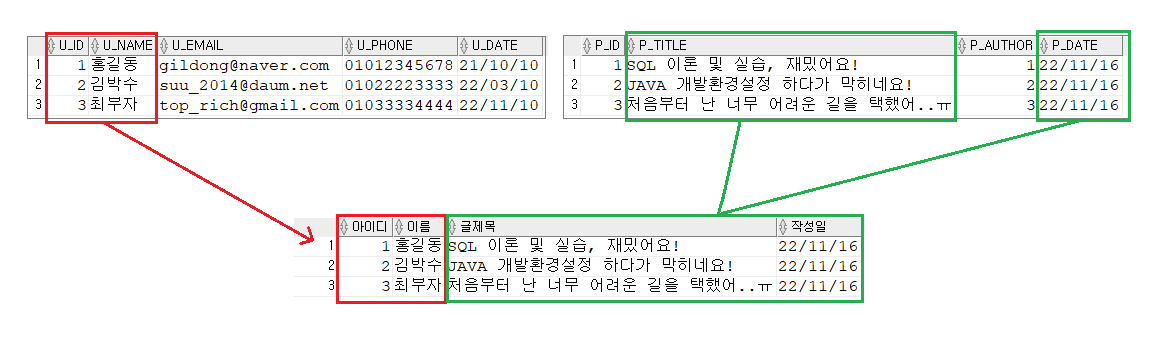 U_ID U_NAME U_EMAIL U_PHONE U_DATE
1 1 홍길동 gildong@naver.com 01012345678 21/10/10
2 2 김박수 suu_2014@daum.net 01022223333 22/03/10
3 3 최부자 top_rich@gmail.com 01033334444 22/11/10
P_ID P_TITLE P_AUTHOR P_DATE
1 1 SQL 이론 및 실습, 재밌어요! 1 22/11/16
2 2 JAVA 개발환경설정 하다가 막히네요! 2 22/11/16
3 3 처음부터 난 너무 어려운 길을 택했어..ㅠ 3 22/11/16
아이디 이름 글제목 작성일
1 1 홍길동 SQL 이론 및 실습, 재밌어요! 22/11/16
2 2 김박수 JAVA 개발환경설정 하다가 막히네요! 22/11/16
3 3 최부자 처음부터 난 너무 어려운 길을 택했어..ㅠ 22/11/16